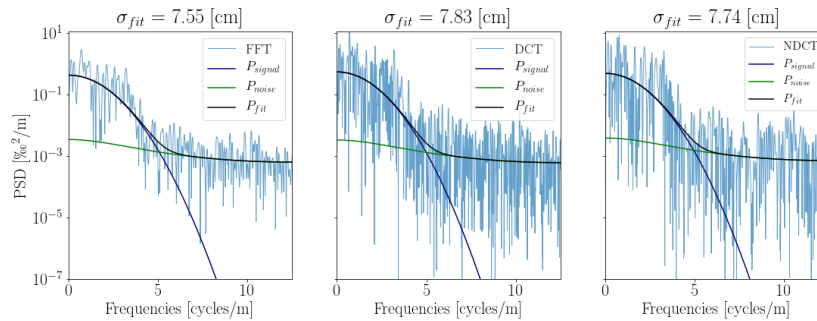 σ_fit = 7.55 [cm]
σ_fit = 7.83 [cm]
σ_fit = 7.74 [cm]
PSD [‰²/m]
10¹
10⁻¹
10⁻³
10⁻⁵
10⁻⁷
FFT
P_signal
P_noise
P_fit
DCT
P_signal
P_noise
P_fit
NDCT
P_signal
P_noise
P_fit
0 5 10
0 5 10
0 5 10
Frequencies [cycles/m]
Frequencies [cycles/m]
Frequencies [cycles/m]